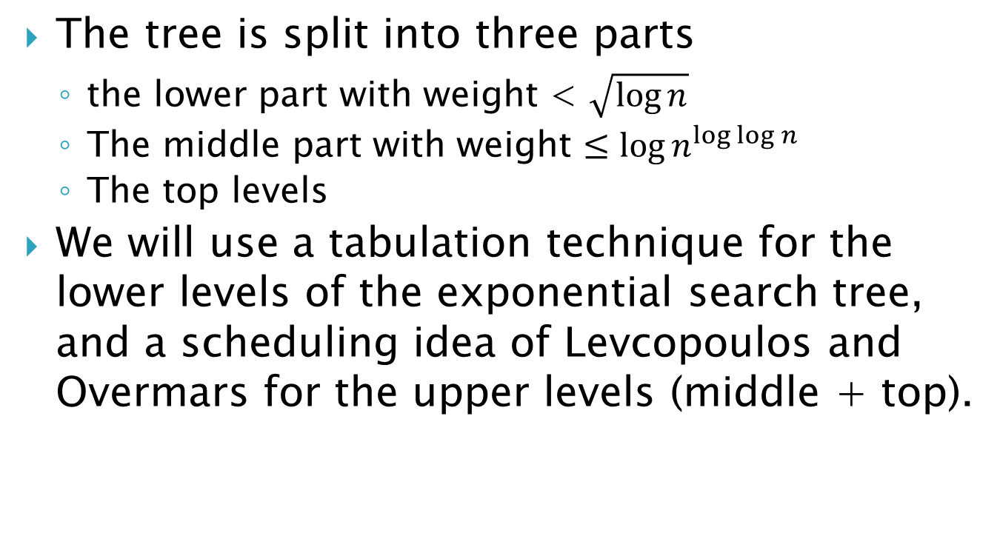 The tree is split into three parts
the lower part with weight < √log n
The middle part with weight ≤ log n^log log n
The top levels
We will use a tabulation technique for the
lower levels of the exponential search tree,
and a scheduling idea of Levcopoulos and
Overmars for the upper levels (middle + top).